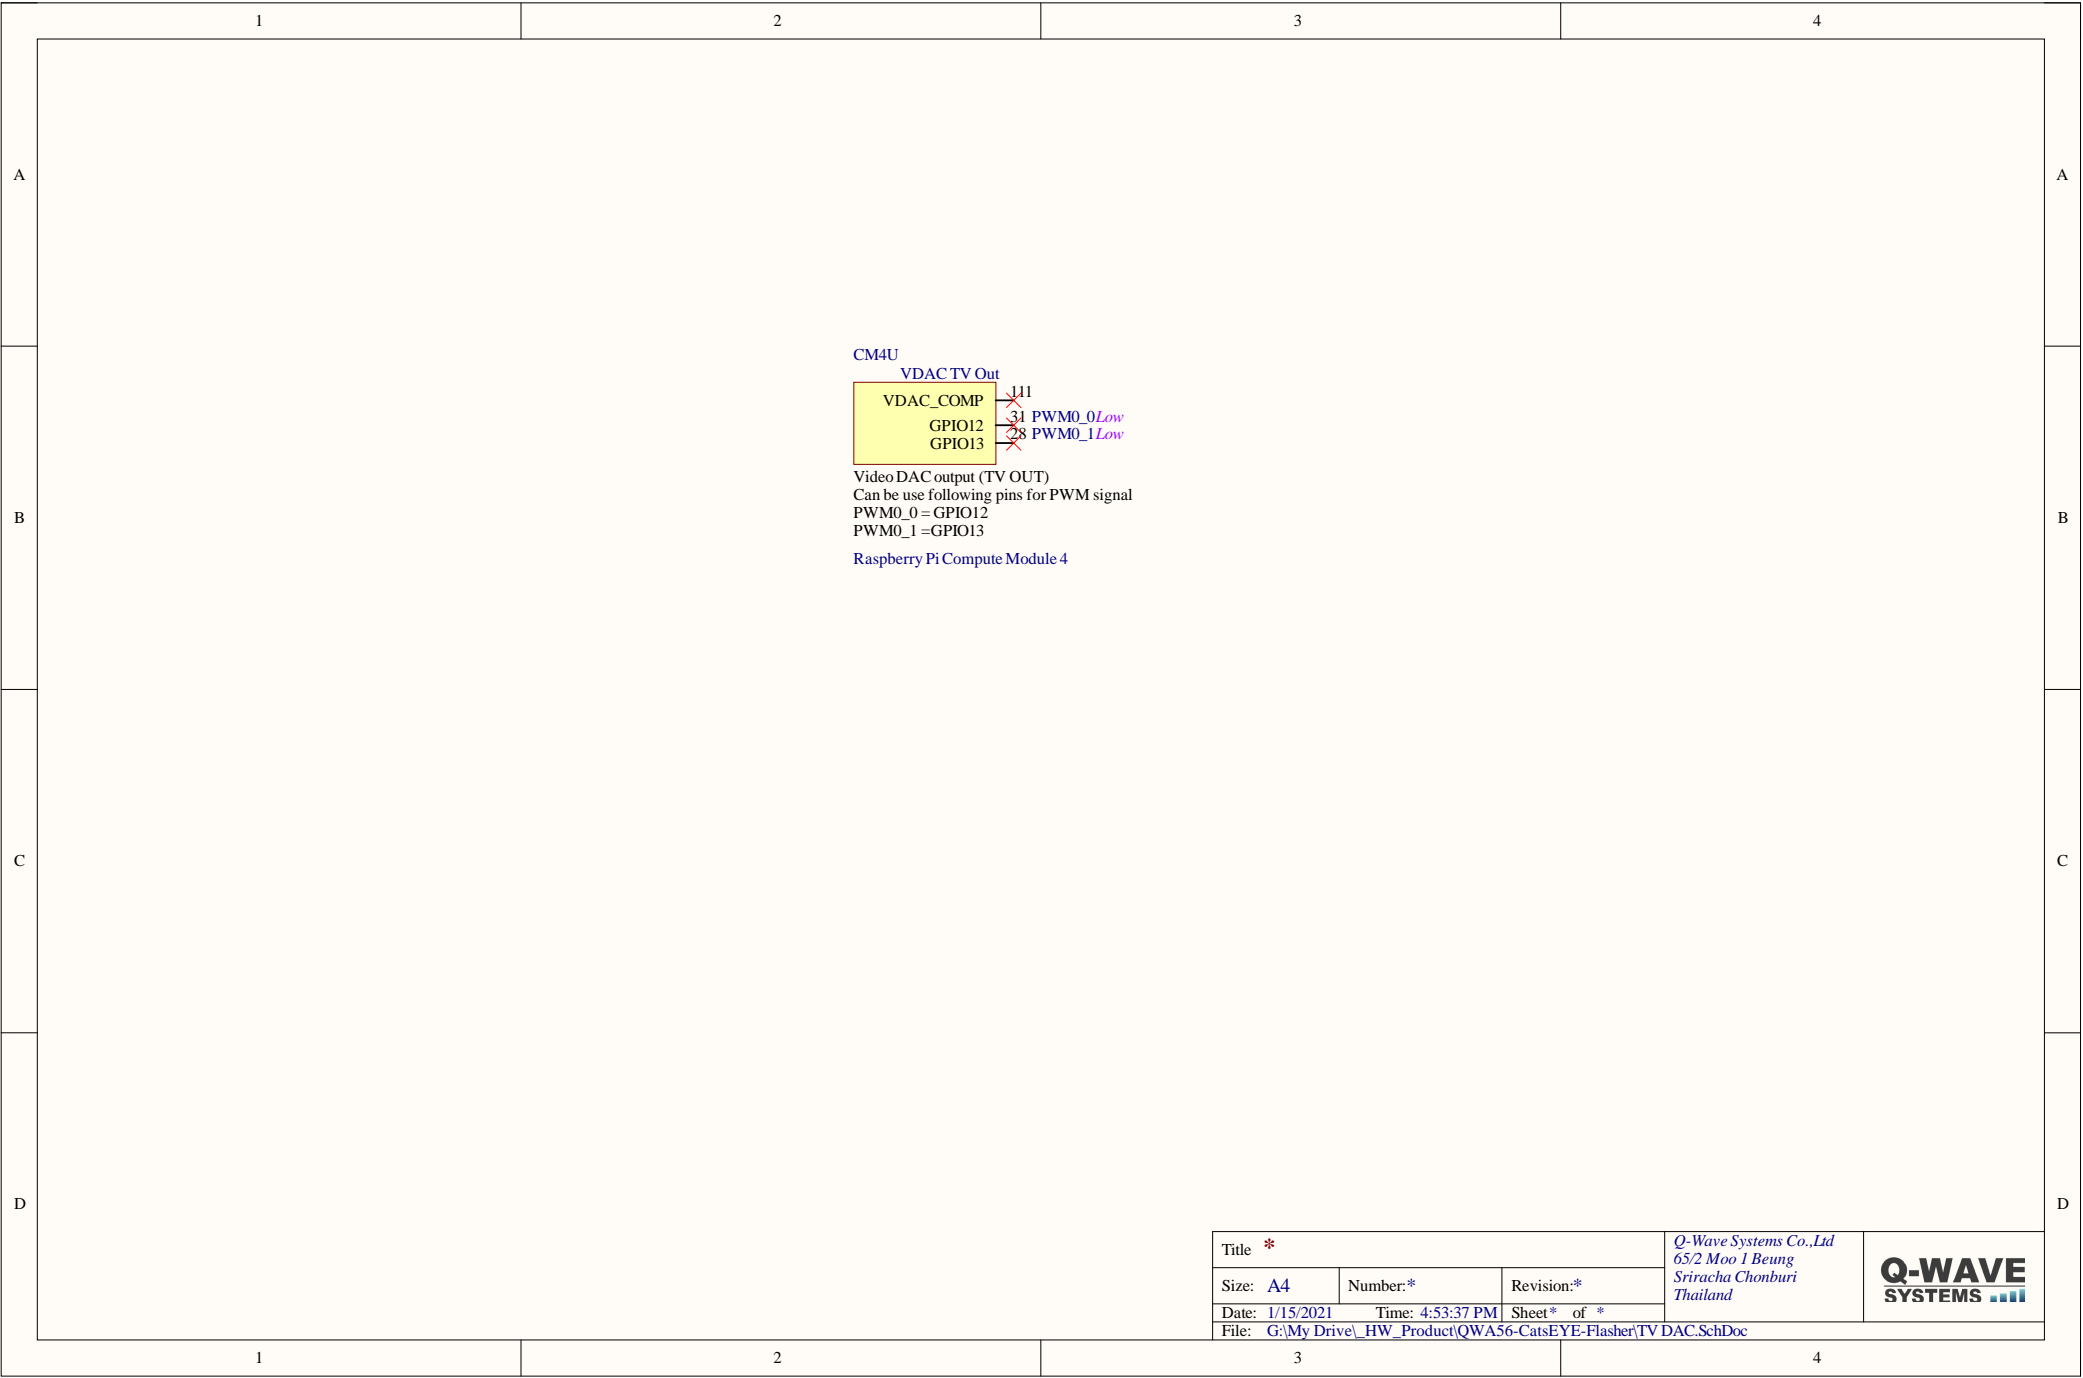 1 2 3 4
A A
CM4U
VDAC TV Out
VDAC_COMP 111
GPIO12 31 PWM0_0 Low
GPIO13 28 PWM0_1 Low
Video DAC output (TV OUT)
Can be use following pins for PWM signal
PWM0_0 = GPIO12
PWM0_1 =GPIO13
Raspberry Pi Compute Module 4
B B
C C
D D
Title *
Size: A4 Number:* Revision:*
Date: 1/15/2021 Time: 4:53:37 PM Sheet* of *
File: G:\My Drive\_HW_Product\QWA56-CatsEYE-Flasher\TV DAC.SchDoc
Q-Wave Systems Co.,Ltd
65/2 Moo 1 Beung
Sriracha Chonburi
Thailand
Q-WAVE
SYSTEMS
1 2 3 4